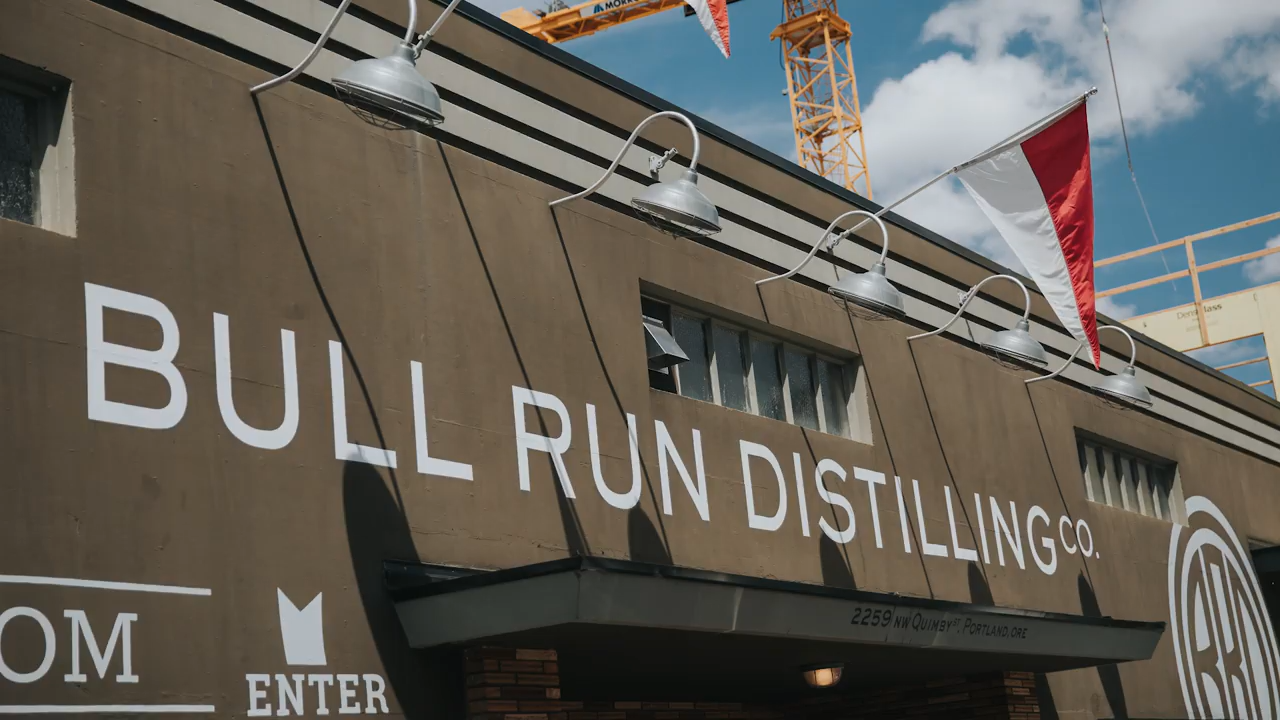 BULL RUN DISTILLING CO.
2259 NW QUIMBY ST. PORTLAND, ORE
OM
ENTER